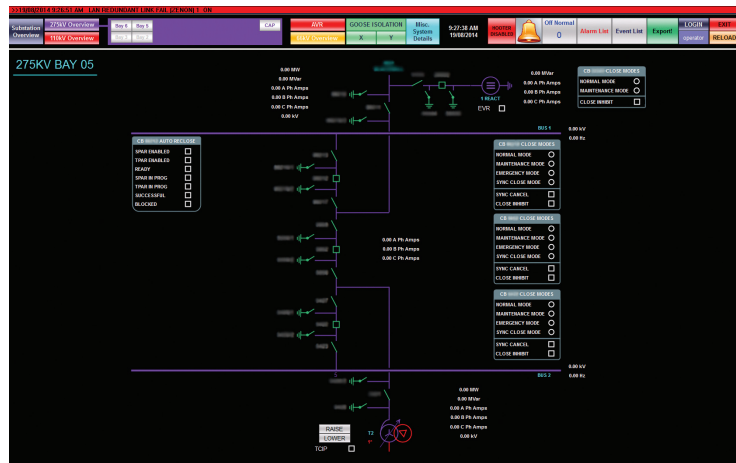 19/08/2014 9:26:51 AM LAN REDUNDANT LINK FAIL (ZENON) 1 ON
Substation Overview
275kV Overview
110kV Overview
Bay 5
Bay 6
CAP
AVR
GOOSE ISOLATION
X
Y
Misc. System Details
9:27:38 AM
19/08/2014
ROUTER DISABLED
Off Normal
0
Alarm List
Event List
Export!
LOGIN
operator
EXIT
RELOAD
275KV BAY 05
0.00 MW
0.00 MVar
0.00 A Ph Amps
0.00 B Ph Amps
0.00 C Ph Amps
0.00 kV
1 REACT
EVR
0.00 MVar
0.00 A Ph Amps
0.00 B Ph Amps
0.00 C Ph Amps
CB CLOSE MODES
NORMAL MODE
MAINTENANCE MODE
CLOSE INHIBIT
BUS 1
0.00 kV
0.00 Hz
CB AUTO RECLOSE
SPAR ENABLED
TPAR ENABLED
READY
SPAR IN PROG
TPAR IN PROG
SUCCESSFUL
BLOCKED
CB CLOSE MODES
NORMAL MODE
MAINTENANCE MODE
EMERGENCY MODE
SYNC CLOSE MODE
SYNC CANCEL
CLOSE INHIBIT
0.00 A Ph Amps
0.00 B Ph Amps
0.00 C Ph Amps
CB CLOSE MODES
NORMAL MODE
MAINTENANCE MODE
EMERGENCY MODE
SYNC CLOSE MODE
SYNC CANCEL
CLOSE INHIBIT
CB CLOSE MODES
NORMAL MODE
MAINTENANCE MODE
EMERGENCY MODE
SYNC CLOSE MODE
SYNC CANCEL
CLOSE INHIBIT
BUS 2
0.00 kV
0.00 Hz
0.00 MW
0.00 MVar
0.00 A Ph Amps
0.00 B Ph Amps
0.00 C Ph Amps
0.00 kV
RAISE
LOWER
TCIP
T2